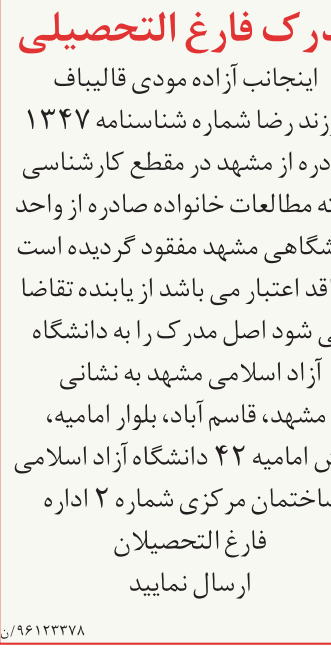 درک فارغ التحصیلی
اینجانب آزاده مودی قالیباف
زند رضا شماره شناسنامه ۱۳۴۷
دره از مشهد در مقطع کارشناسی
ته مطالعات خانواده صادره از واحد
شگاهی مشهد مفقود گردیده است
قد اعتبار می باشد از یابنده تقاضا
ی شود اصل مدرک را به دانشگاه
آزاد اسلامی مشهد به نشانی
مشهد، قاسم آباد، بلوار امامیه،
ش امامیه ۴۲ دانشگاه آزاد اسلامی
ساختمان مرکزی شماره ۲ اداره
فارغ التحصیلان
ارسال نمایید
۹۶۱۲۳۳۷۸/ن